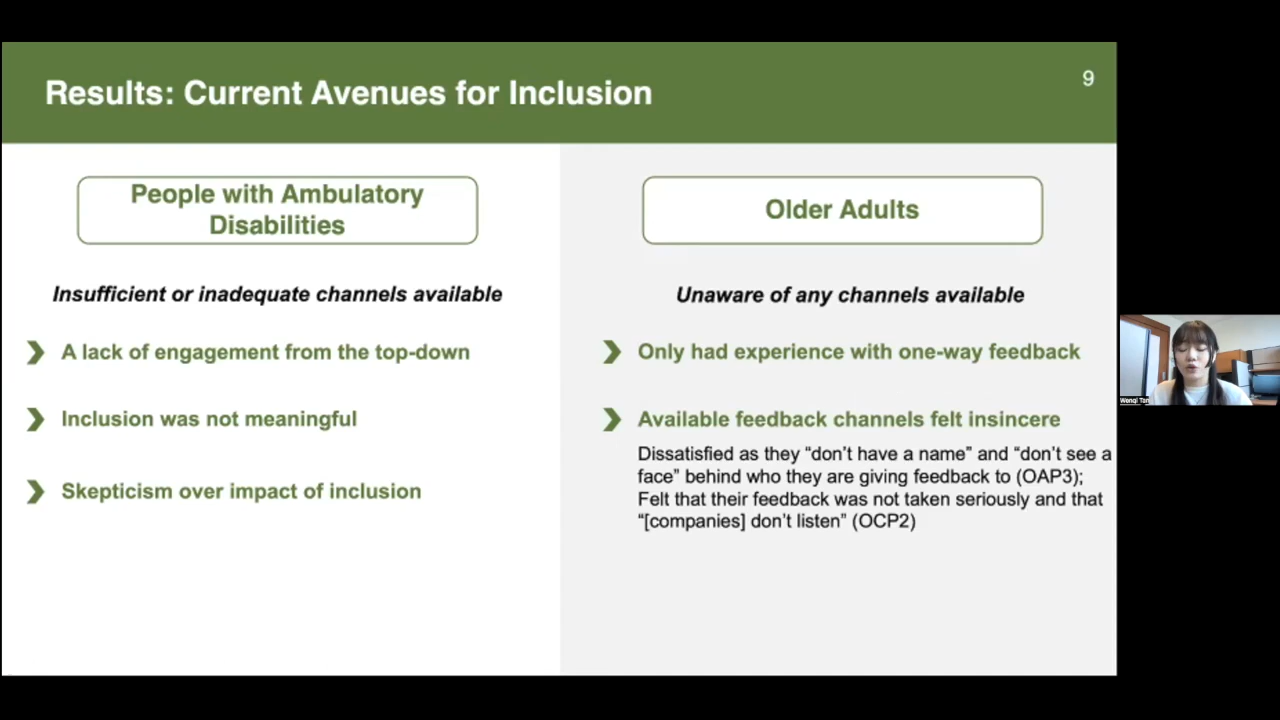 Results: Current Avenues for Inclusion
9
People with Ambulatory
Disabilities
Insufficient or inadequate channels available
A lack of engagement from the top-down
Inclusion was not meaningful
Skepticism over impact of inclusion
Older Adults
Unaware of any channels available
Only had experience with one-way feedback
Available feedback channels felt insincere
Dissatisfied as they “don’t have a name” and “don’t see a
face” behind who they are giving feedback to (OAP3);
Felt that their feedback was not taken seriously and that
“[companies] don’t listen” (OCP2)
Wenqi Tan